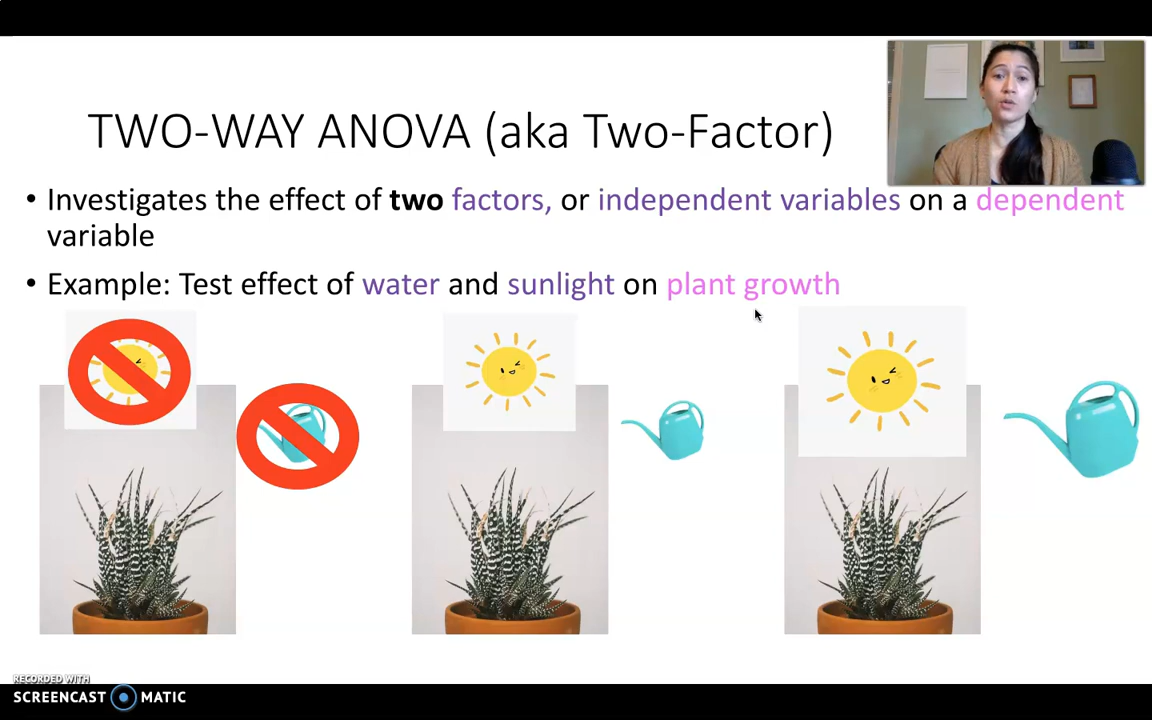 TWO-WAY ANOVA (aka Two-Factor)
• Investigates the effect of two factors, or independent variables on a dependent
variable
• Example: Test effect of water and sunlight on plant growth
RECORDED WITH
SCREENCAST MATIC